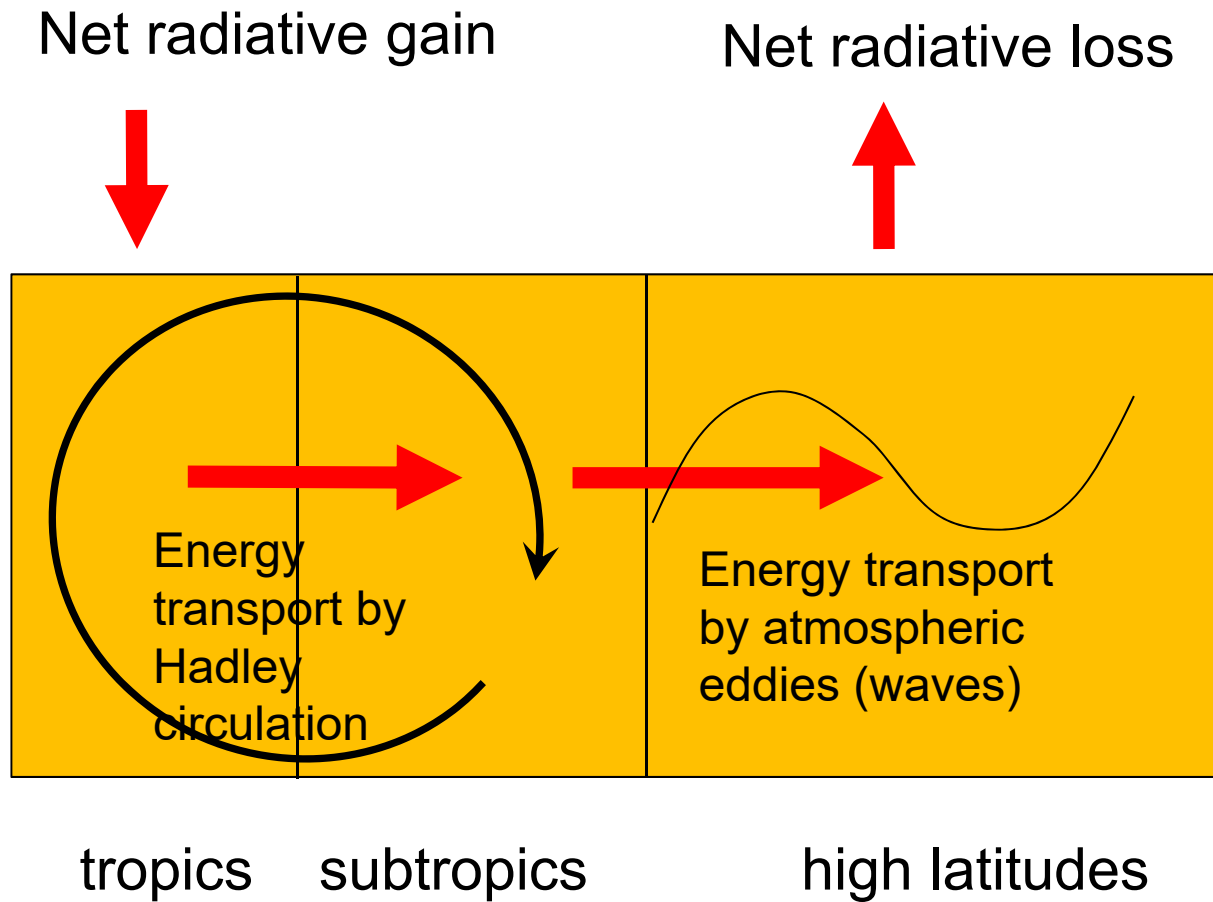 Net radiative gain
Net radiative loss
Energy
transport by
Hadley
circulation
Energy transport
by atmospheric
eddies (waves)
tropics
subtropics
high latitudes